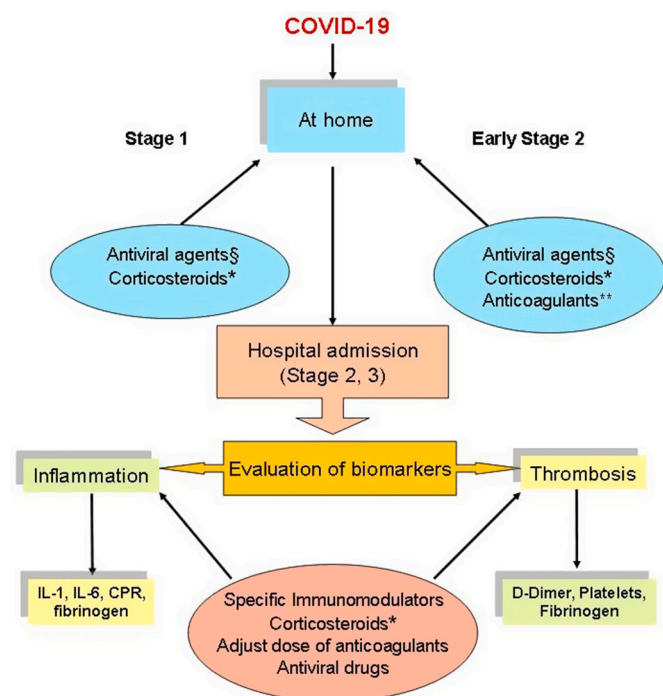 COVID-19
At home
Stage 1
Early Stage 2
Antiviral agents§
Corticosteroids*
Antiviral agents§
Corticosteroids*
Anticoagulants**
Hospital admission
(Stage 2, 3)
Inflammation
Evaluation of biomarkers
Thrombosis
IL-1, IL-6, CPR,
fibrinogen
Specific Immunomodulators
Corticosteroids*
Adjust dose of anticoagulants
Antiviral drugs
D-Dimer, Platelets,
Fibrinogen